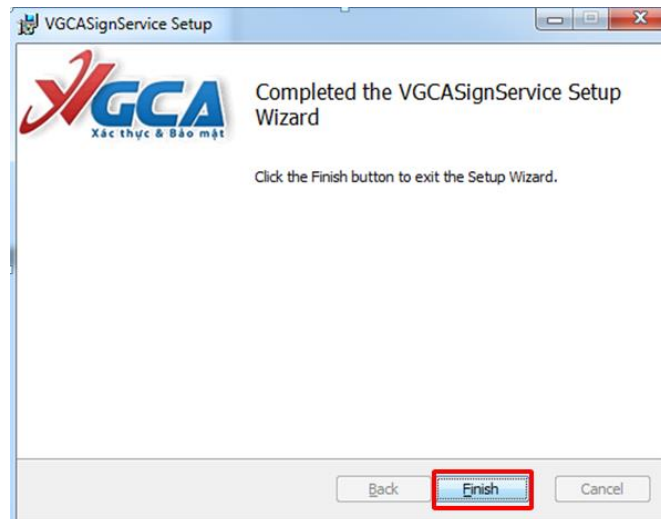 VGCASignService Setup
VGCA
Xác thực & Bảo mật
Completed the VGCASignService Setup
Wizard
Click the Finish button to exit the Setup Wizard.
Back
Finish
Cancel